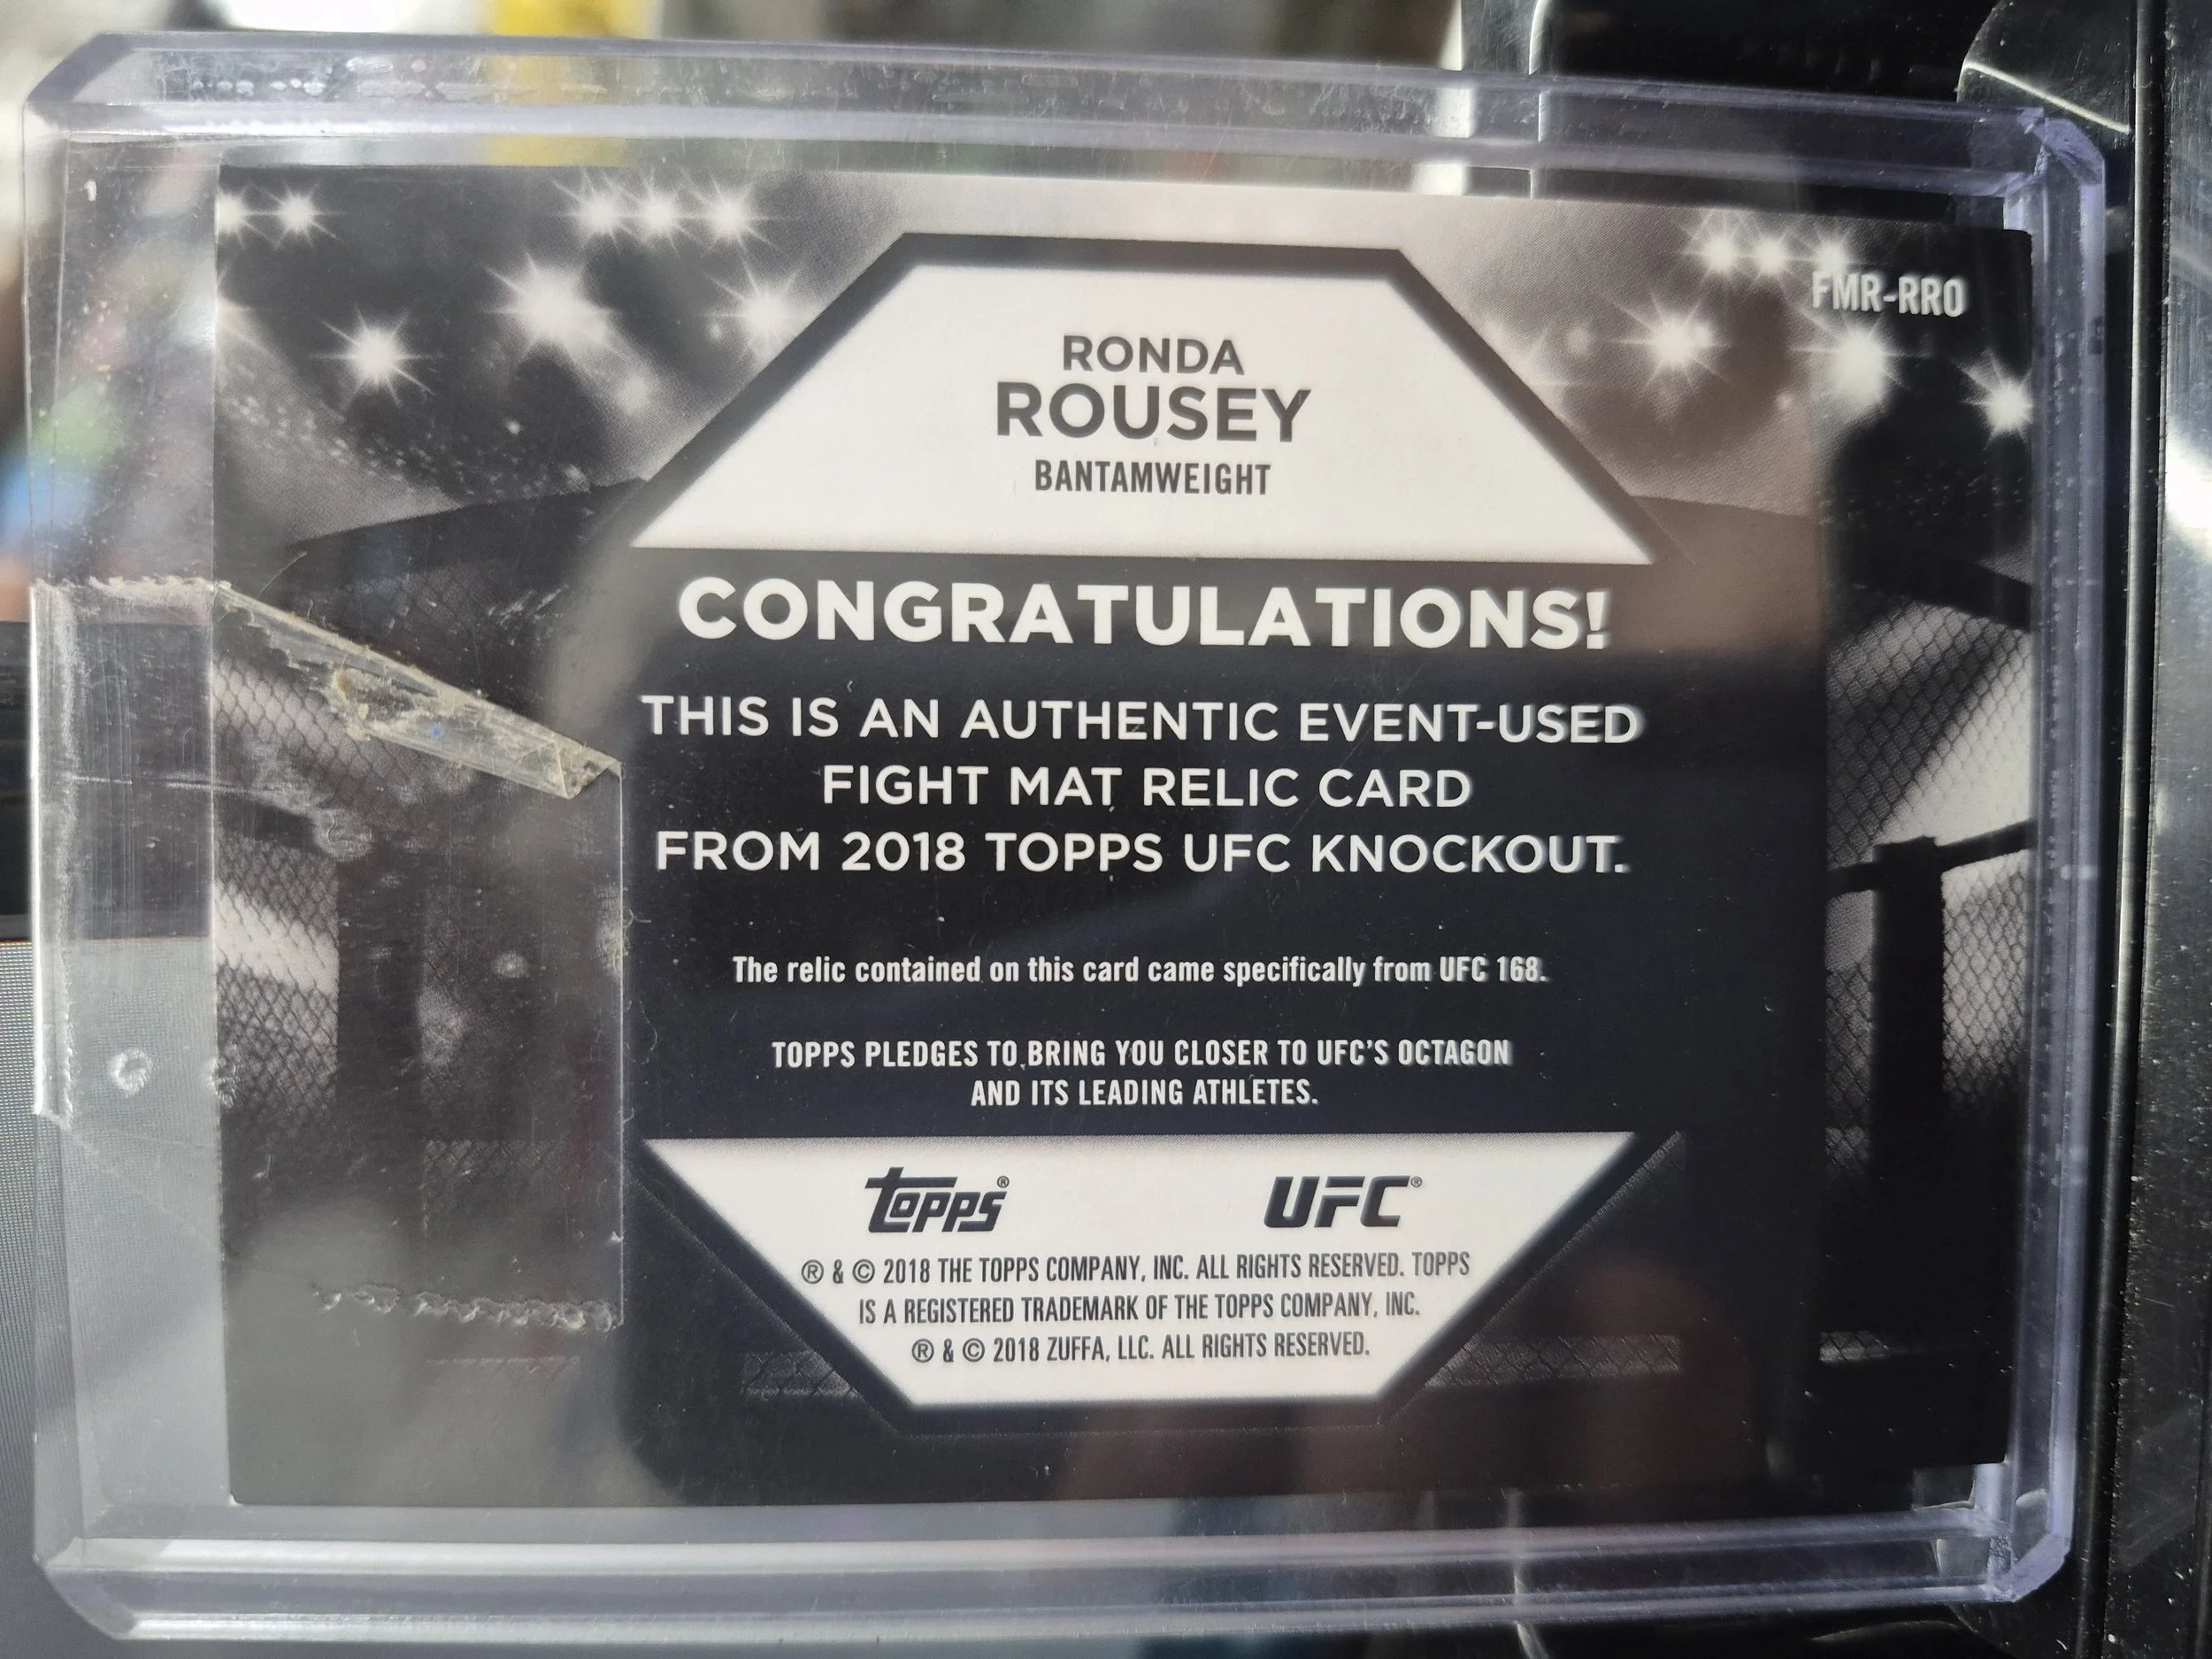 FMR-RRO
RONDA
ROUSEY
BANTAMWEIGHT
CONGRATULATIONS!
THIS IS AN AUTHENTIC EVENT-USED
FIGHT MAT RELIC CARD
FROM 2018 TOPPS UFC KNOCKOUT.
The relic contained on this card came specifically from UFC 168.
TOPPS PLEDGES TO BRING YOU CLOSER TO UFC'S OCTAGON
AND ITS LEADING ATHLETES.
topps® UFC®
® & © 2018 THE TOPPS COMPANY, INC. ALL RIGHTS RESERVED. TOPPS
IS A REGISTERED TRADEMARK OF THE TOPPS COMPANY, INC.
® & © 2018 ZUFFA, LLC. ALL RIGHTS RESERVED.